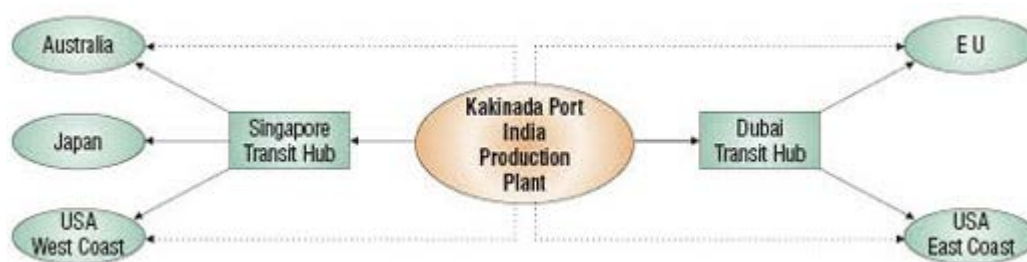 Australia
E U
Kakinada Port
India
Production
Plant
Singapore
Transit Hub
Dubai
Transit Hub
Japan
USA
West Coast
USA
East Coast